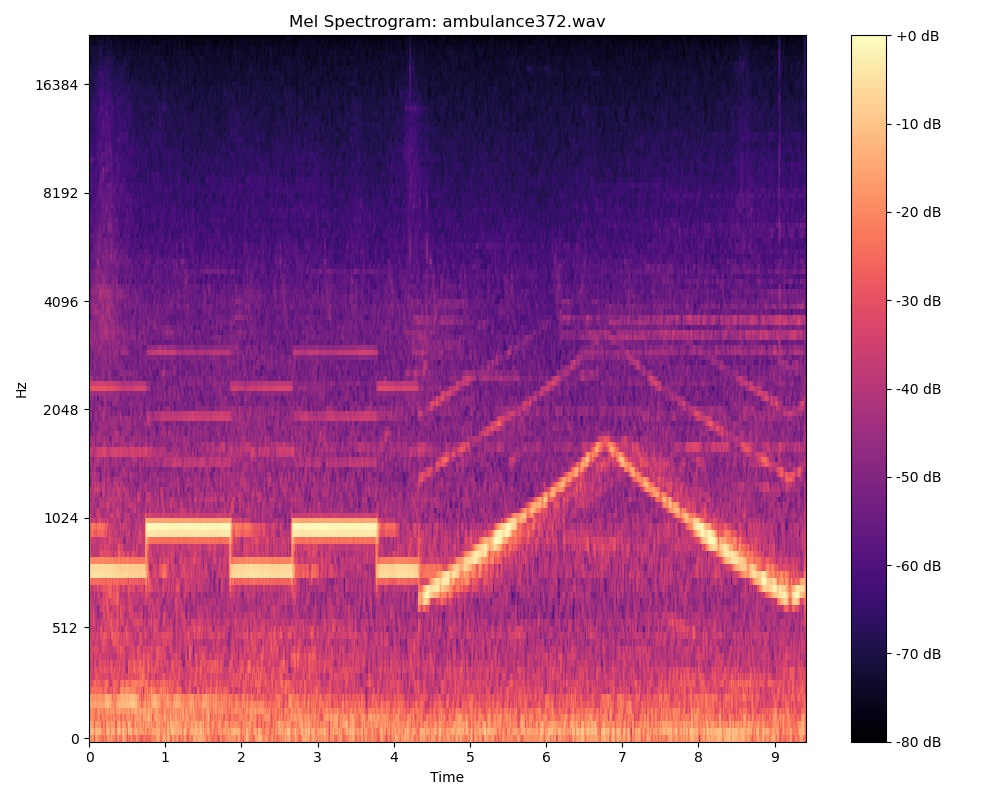 Mel Spectrogram: ambulance372.wav
Hz
16384
8192
4096
2048
1024
512
0
0 1 2 3 4 5 6 7 8 9
Time
+0 dB
-10 dB
-20 dB
-30 dB
-40 dB
-50 dB
-60 dB
-70 dB
-80 dB